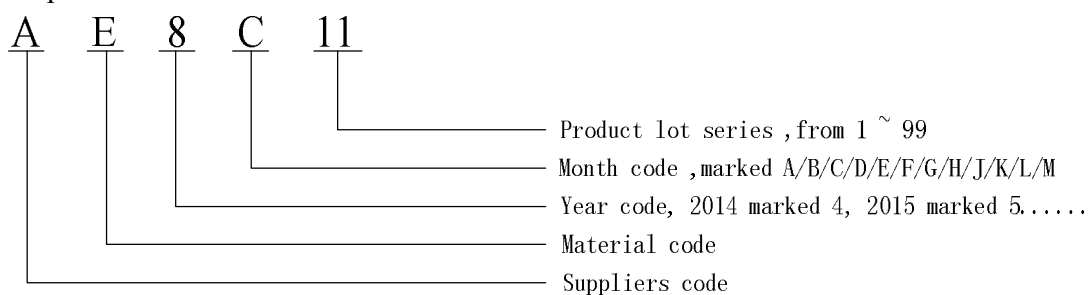 A E 8 C 11
Product lot series ,from 1 ~ 99
Month code ,marked A/B/C/D/E/F/G/H/J/K/L/M
Year code, 2014 marked 4, 2015 marked 5......
Material code
Suppliers code